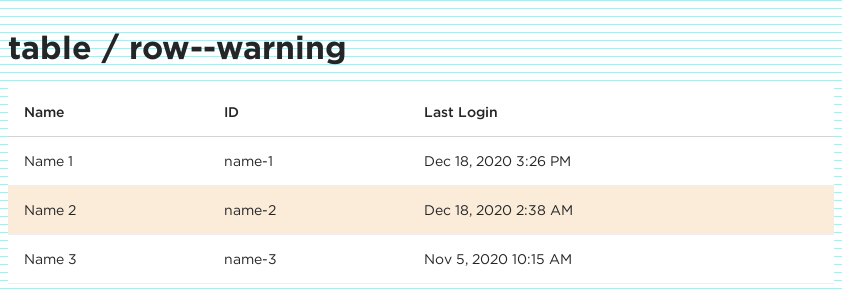 table / row--warning
Name ID Last Login
Name 1 name-1 Dec 18, 2020 3:26 PM
Name 2 name-2 Dec 18, 2020 2:38 AM
Name 3 name-3 Nov 5, 2020 10:15 AM